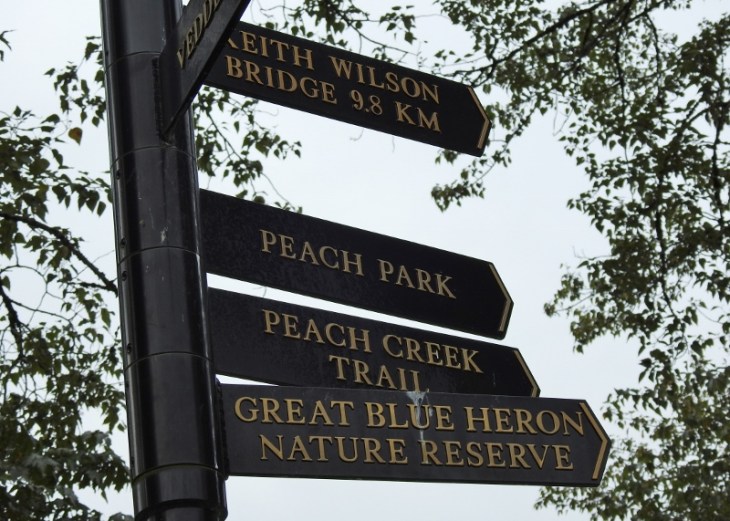 KEITH WILSON
BRIDGE 9.8 KM
PEACH PARK
PEACH CREEK
TRAIL
GREAT BLUE HERON
NATURE RESERVE